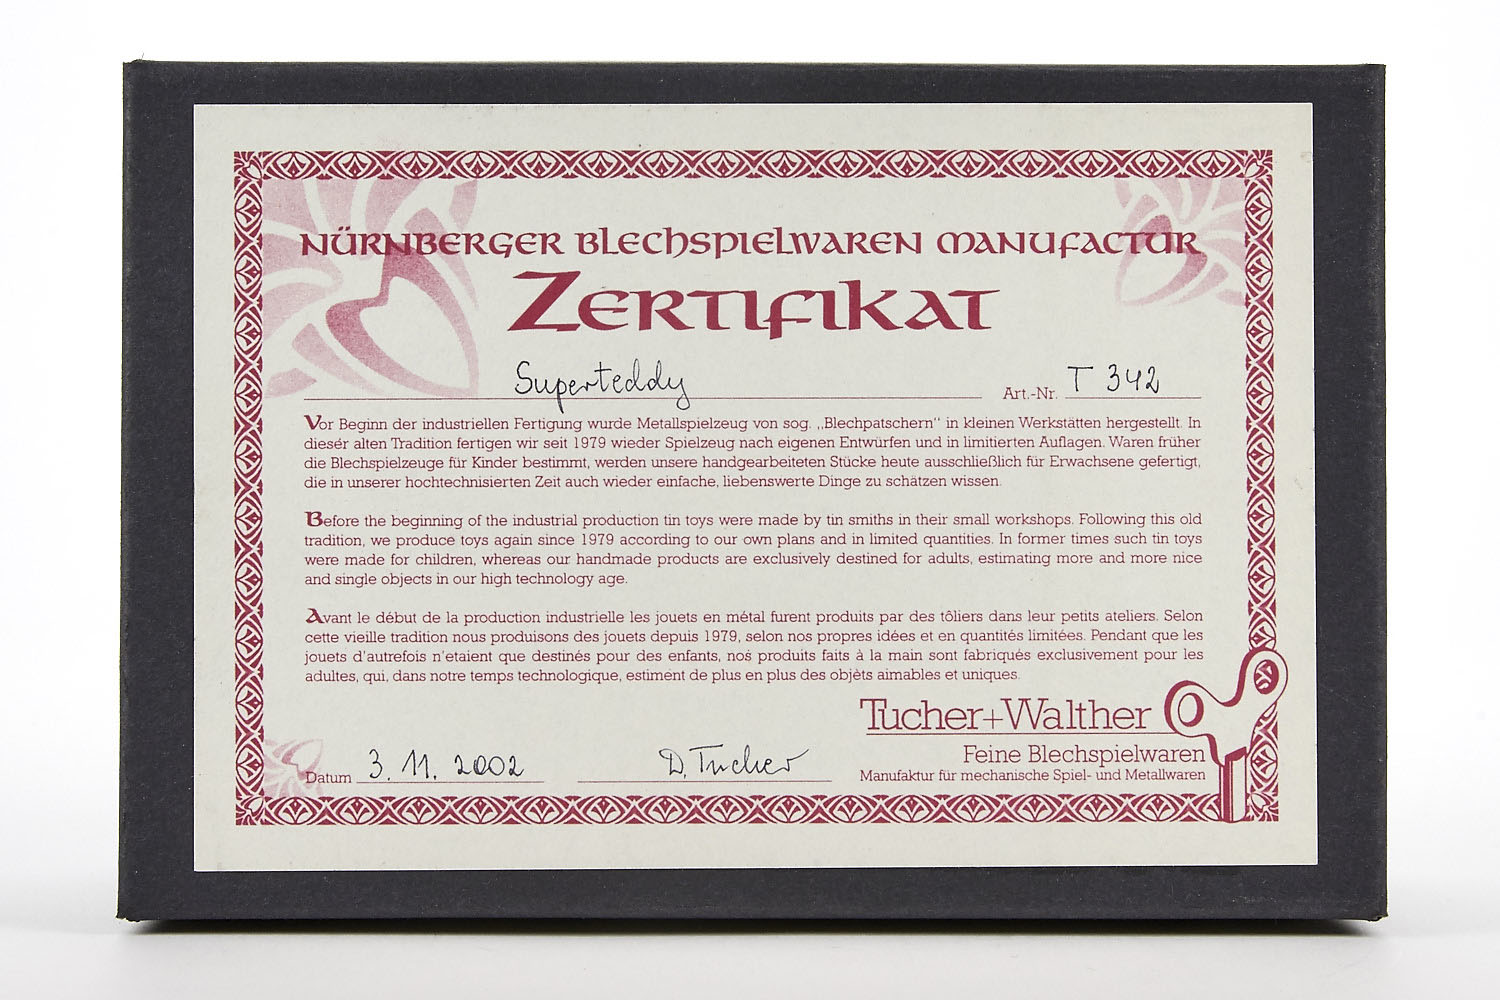 NÜRNBERGER BLECHSPIELWAREN MANUFACTUR
ZERTIFIKAT
Superteddy Art.-Nr. T 342
Vor Beginn der industriellen Fertigung wurde Metallspielzeug von sog. „Blechpatschern" in kleinen Werkstätten hergestellt. In
dieser alten Tradition fertigen wir seit 1979 wieder Spielzeug nach eigenen Entwürfen und in limitierten Auflagen. Waren früher
die Blechspielzeuge für Kinder bestimmt, werden unsere handgearbeiteten Stücke heute ausschließlich für Erwachsene gefertigt,
die in unserer hochtechnisierten Zeit auch wieder einfache, liebenswerte Dinge zu schätzen wissen.
Before the beginning of the industrial production tin toys were made by tin smiths in their small workshops. Following this old
tradition, we produce toys again since 1979 according to our own plans and in limited quantities. In former times such tin toys
were made for children, whereas our handmade products are exclusively destined for adults, estimating more and more nice
and single objects in our high technology age.
Avant le début de la production industrielle les jouets en métal furent produits par des tôliers dans leur petits ateliers. Selon
cette vieille tradition nous produisons des jouets depuis 1979, selon nos propres idées et en quantités limitées. Pendant que les
jouets d'autrefois n'etaient que destinés pour des enfants, nos produits faits à la main sont fabriqués exclusivement pour les
adultes, qui, dans notre temps technologique, estiment de plus en plus des objèts aimables et uniques.
Tucher+Walther
Feine Blechspielwaren
Manufaktur für mechanische Spiel- und Metallwaren
Datum 3. 11. 2002 D. Tucher